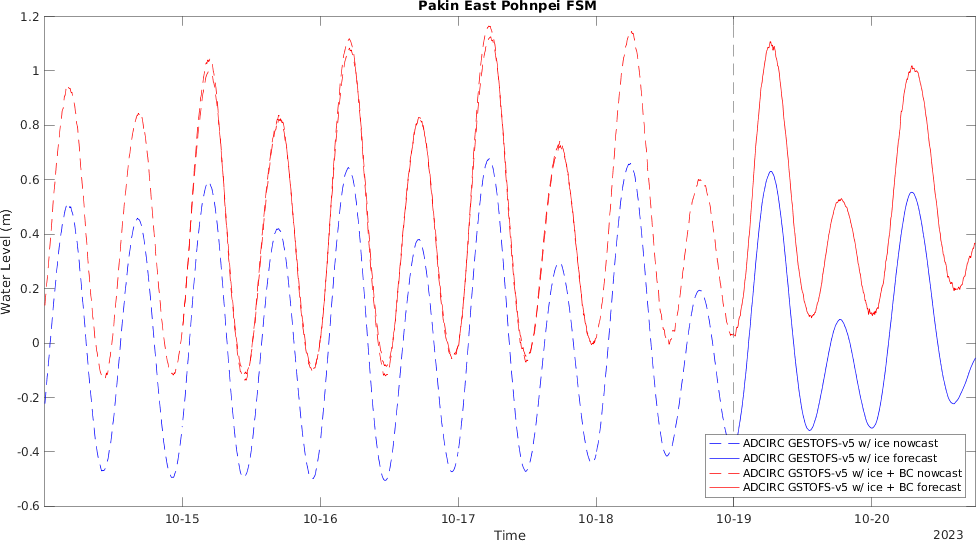 Pakin East Pohnpei FSM
1.2
1
0.8
0.6
0.4
0.2
0
-0.2
-0.4
-0.6
Water Level (m)
ADCIRC GESTOFS-v5 w/ ice nowcast
ADCIRC GESTOFS-v5 w/ ice forecast
ADCIRC GSTOFS-v5 w/ ice + BC nowcast
ADCIRC GSTOFS-v5 w/ ice + BC forecast
10-15 10-16 10-17 10-18 10-19 10-20
Time
2023